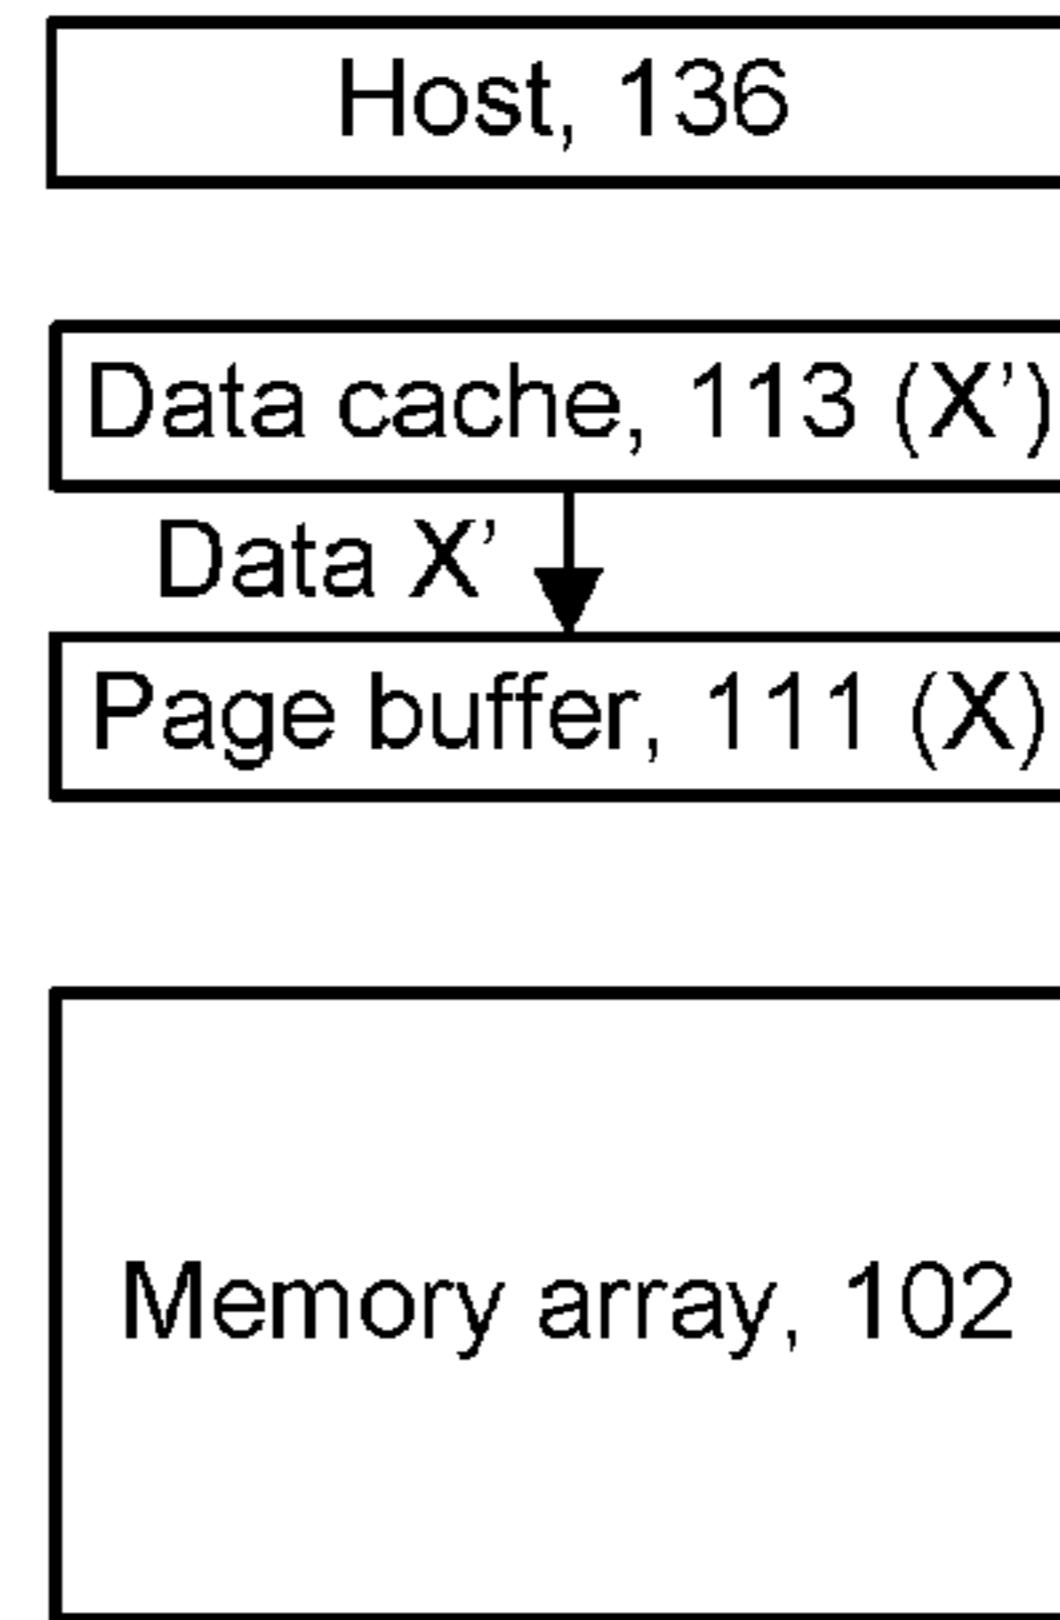 Host, 136
Data cache, 113 (X’)
Data X’
Page buffer, 111 (X)
Memory array, 102